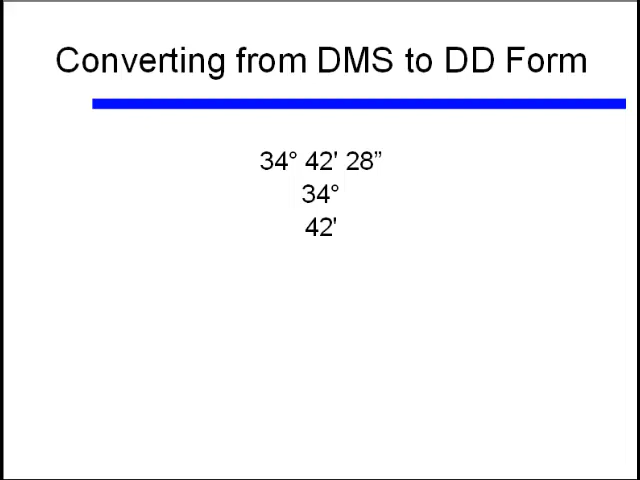 Converting from DMS to DD Form
34° 42' 28”
34°
42'